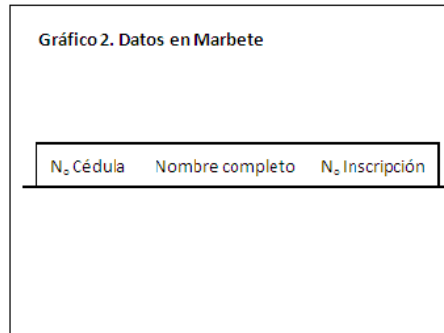 Gráfico 2. Datos en Marbete
N° Cédula Nombre completo N° Inscripción